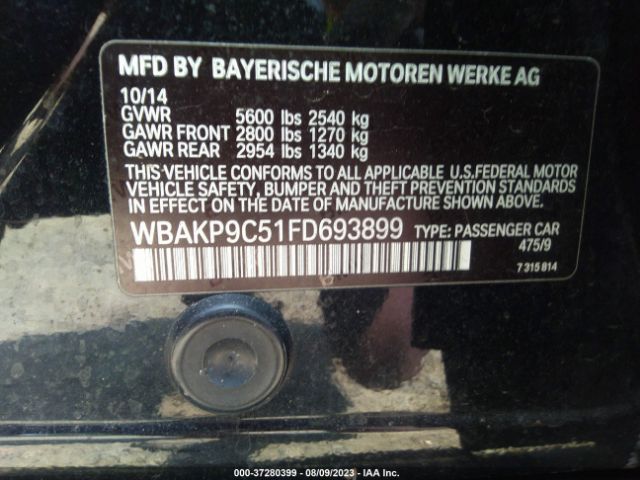 MFD BY BAYERISCHE MOTOREN WERKE AG
10/14
GVWR 5600 lbs 2540 kg
GAWR FRONT 2800 lbs 1270 kg
GAWR REAR 2954 lbs 1340 kg
THIS VEHICLE CONFORMS TO ALL APPLICABLE U.S.FEDERAL MOTOR
VEHICLE SAFETY, BUMPER AND THEFT PREVENTION STANDARDS
IN EFFECT ON THE DATE OF MANUFACTURE SHOWN ABOVE.
WBAKP9C51FD693899 TYPE: PASSENGER CAR
475/9
7 315 814
000-37280399 - 08/09/2023 - IAA Inc.